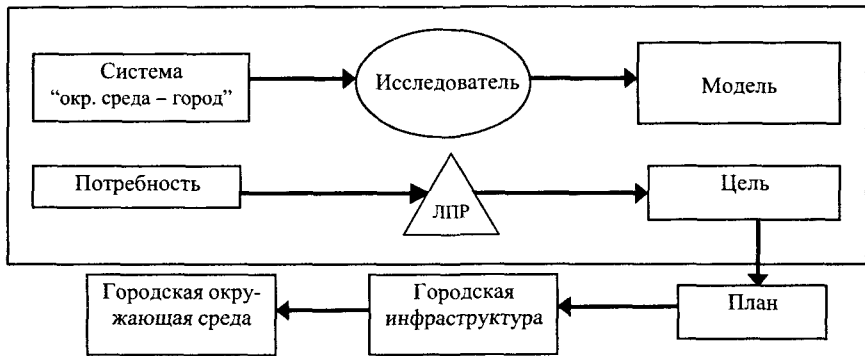 Система
“окр. среда – город”
Исследователь
Модель
Потребность
ЛПР
Цель
Городская окру-
жающая среда
Городская
инфраструктура
План